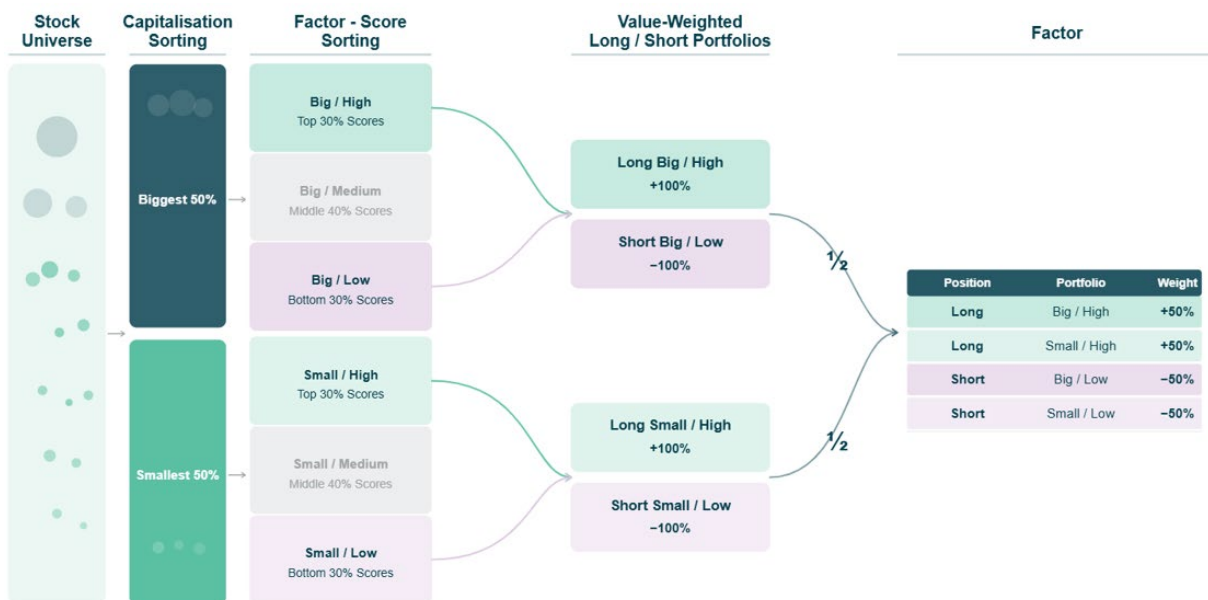 Stock
Universe
Capitalisation
Sorting
Factor - Score
Sorting
Value-Weighted
Long / Short Portfolios
Factor
Biggest 50%
Smallest 50%
Big / High
Top 30% Scores
Big / Medium
Middle 40% Scores
Big / Low
Bottom 30% Scores
Small / High
Top 30% Scores
Small / Medium
Middle 40% Scores
Small / Low
Bottom 30% Scores
Long Big / High
+100%
Short Big / Low
−100%
Long Small / High
+100%
Short Small / Low
−100%
½
½
Position Portfolio Weight
Long Big / High +50%
Long Small / High +50%
Short Big / Low −50%
Short Small / Low −50%